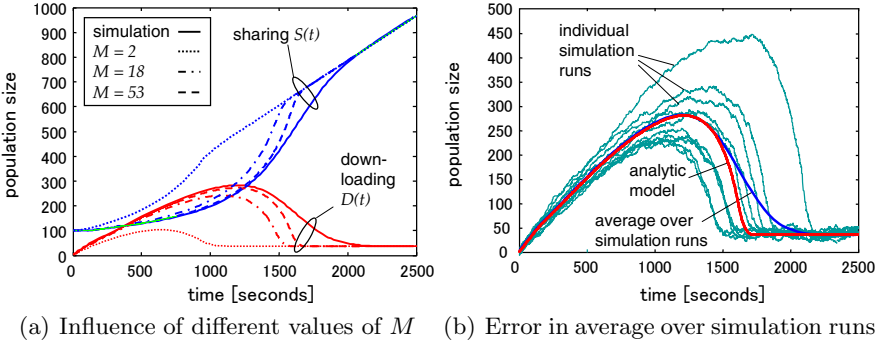 1000
900
800
700
600
500
400
300
200
100
0
population size
simulation
M = 2
M = 18
M = 53
sharing S(t)
down-
loading
D(t)
0 500 1000 1500 2000 2500
time [seconds]
(a) Influence of different values of M
450
400
350
300
250
200
150
100
50
0
population size
individual
simulation
runs
analytic
model
average over
simulation runs
0 500 1000 1500 2000 2500
time [seconds]
(b) Error in average over simulation runs